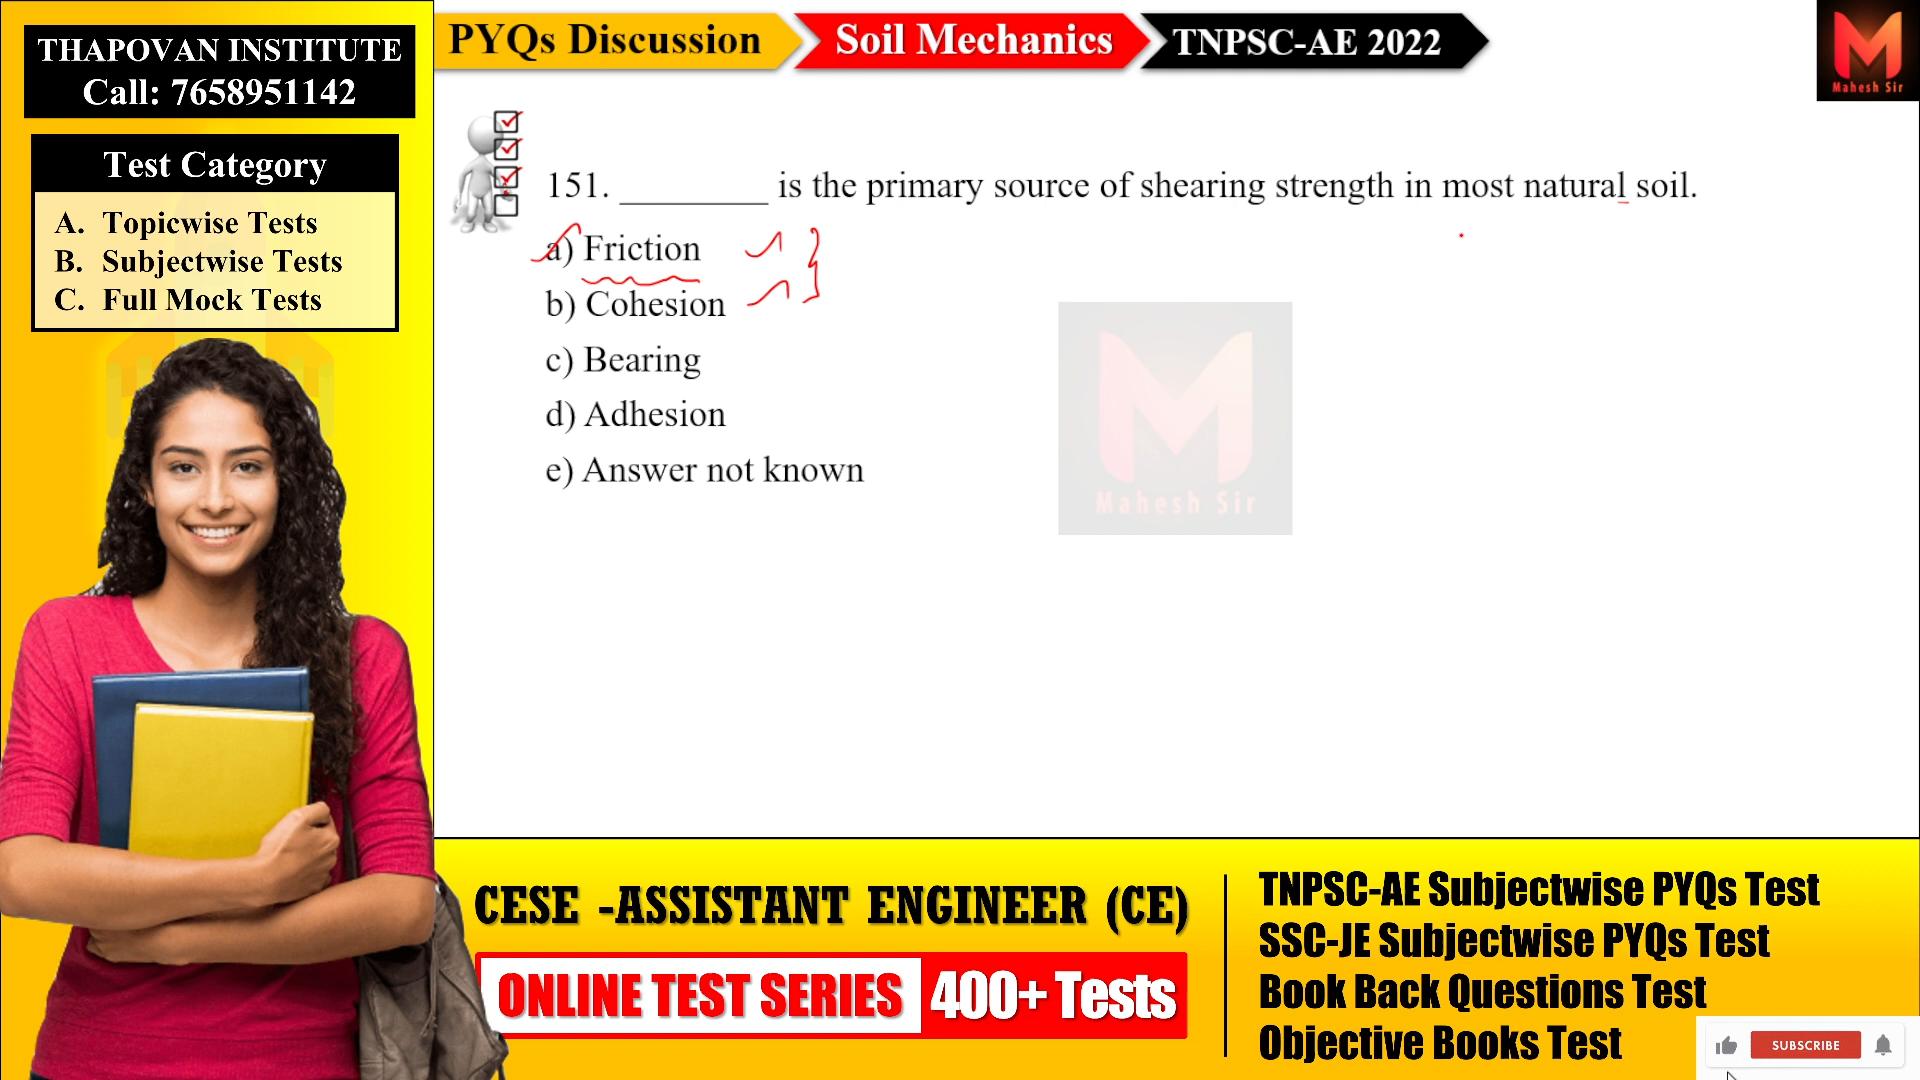 THAPOVAN INSTITUTE
Call: 7658951142
Test Category
A. Topicwise Tests
B. Subjectwise Tests
C. Full Mock Tests
PYQs Discussion
Soil Mechanics
TNPSC-AE 2022
Mahesh Sir
151. ________ is the primary source of shearing strength in most natural soil.
a) Friction
b) Cohesion
c) Bearing
d) Adhesion
e) Answer not known
Mahesh Sir
CESE -ASSISTANT ENGINEER (CE)
ONLINE TEST SERIES 400+ Tests
TNPSC-AE Subjectwise PYQs Test
SSC-JE Subjectwise PYQs Test
Book Back Questions Test
Objective Books Test
SUBSCRIBE